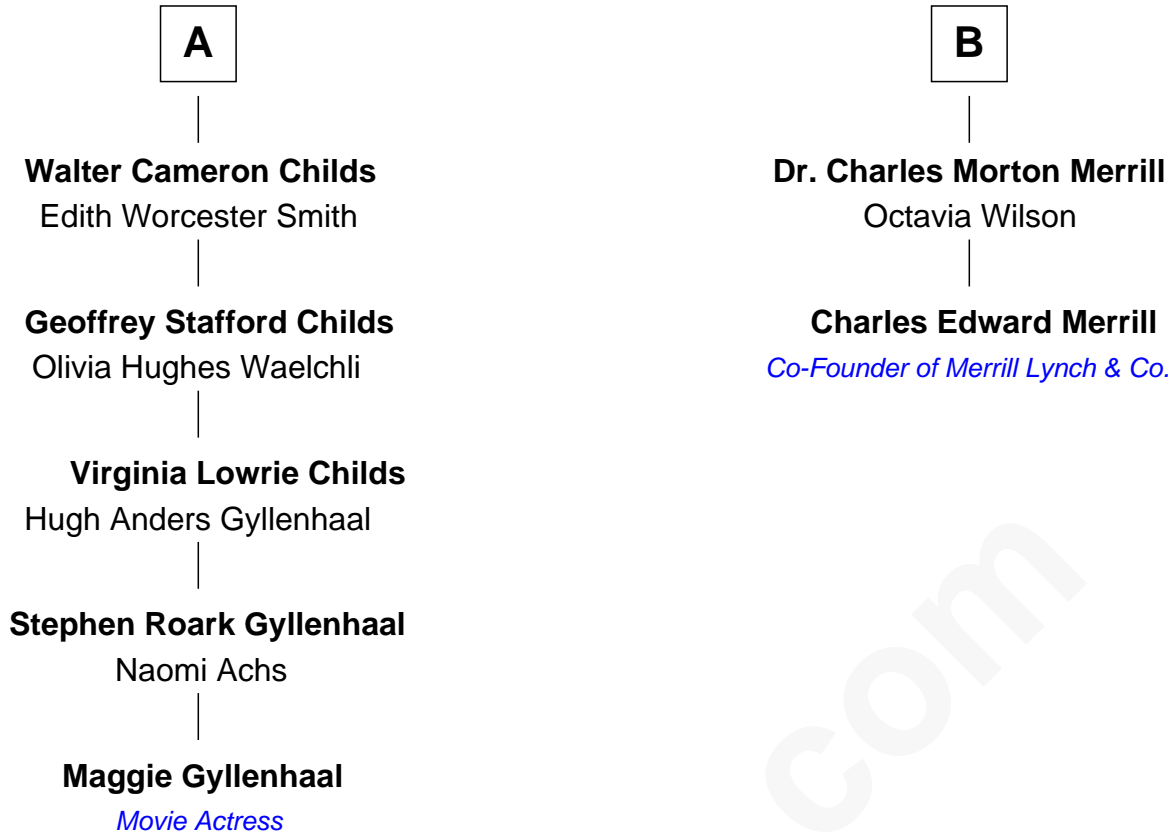 A
Walter Cameron Childs
Edith Worcester Smith
Geoffrey Stafford Childs
Olivia Hughes Waelchli
Virginia Lowrie Childs
Hugh Anders Gyllenhaal
Stephen Roark Gyllenhaal
Naomi Achs
Maggie Gyllenhaal
Movie Actress
B
Dr. Charles Morton Merrill
Octavia Wilson
Charles Edward Merrill
Co-Founder of Merrill Lynch & Co.
com